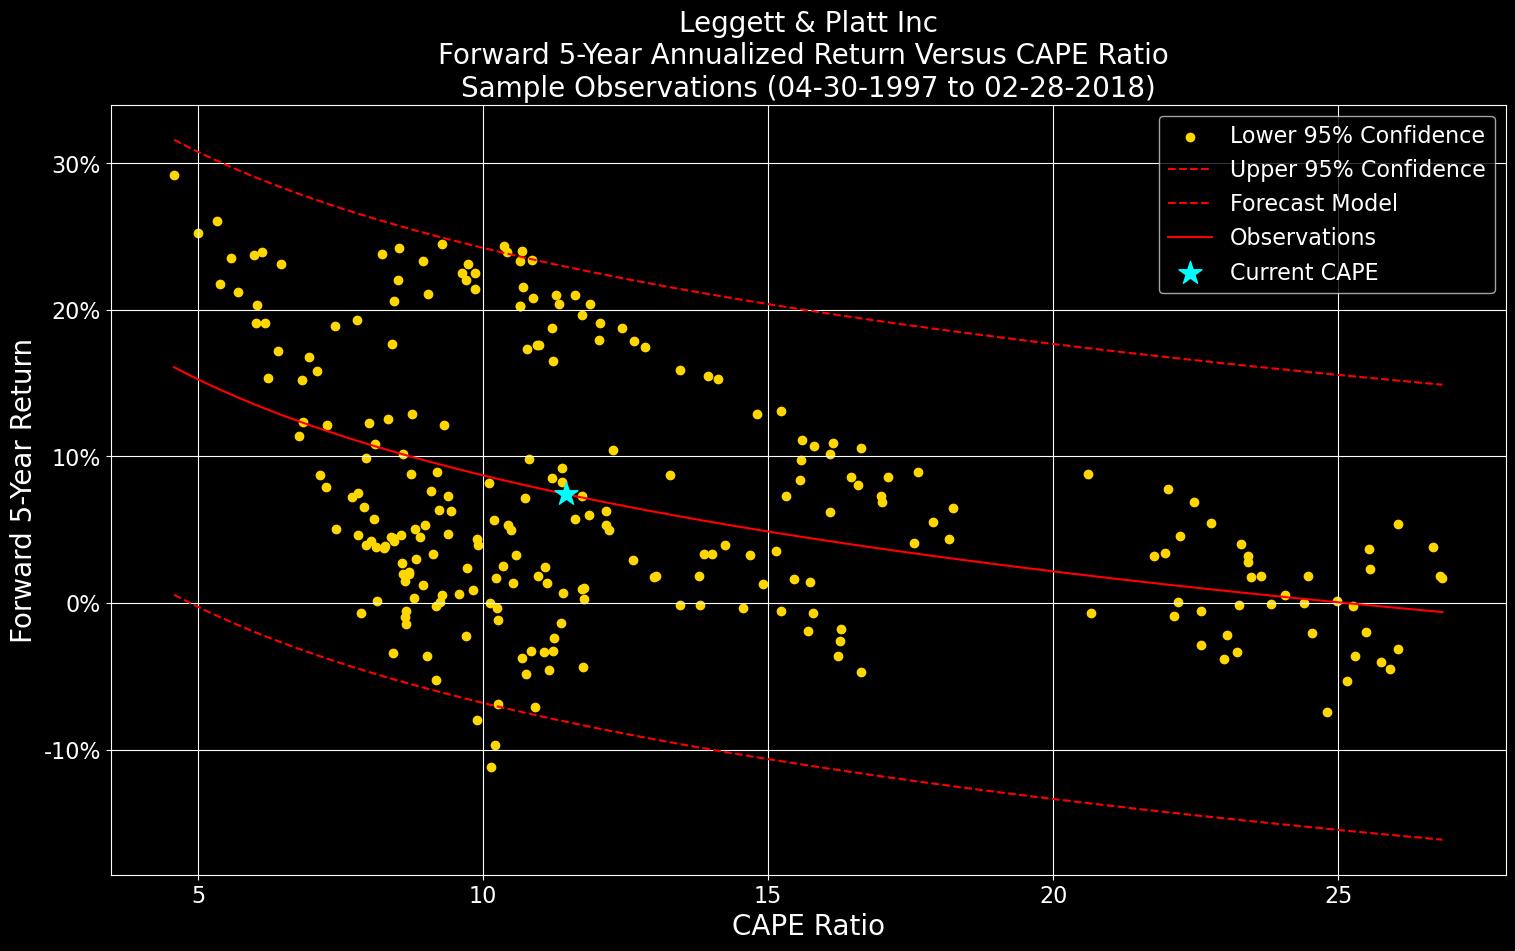 Leggett & Platt Inc
Forward 5-Year Annualized Return Versus CAPE Ratio
Sample Observations (04-30-1997 to 02-28-2018)
Lower 95% Confidence
Upper 95% Confidence
Forecast Model
Observations
Current CAPE
Forward 5-Year Return
30%
20%
10%
0%
-10%
5
10
15
20
25
CAPE Ratio